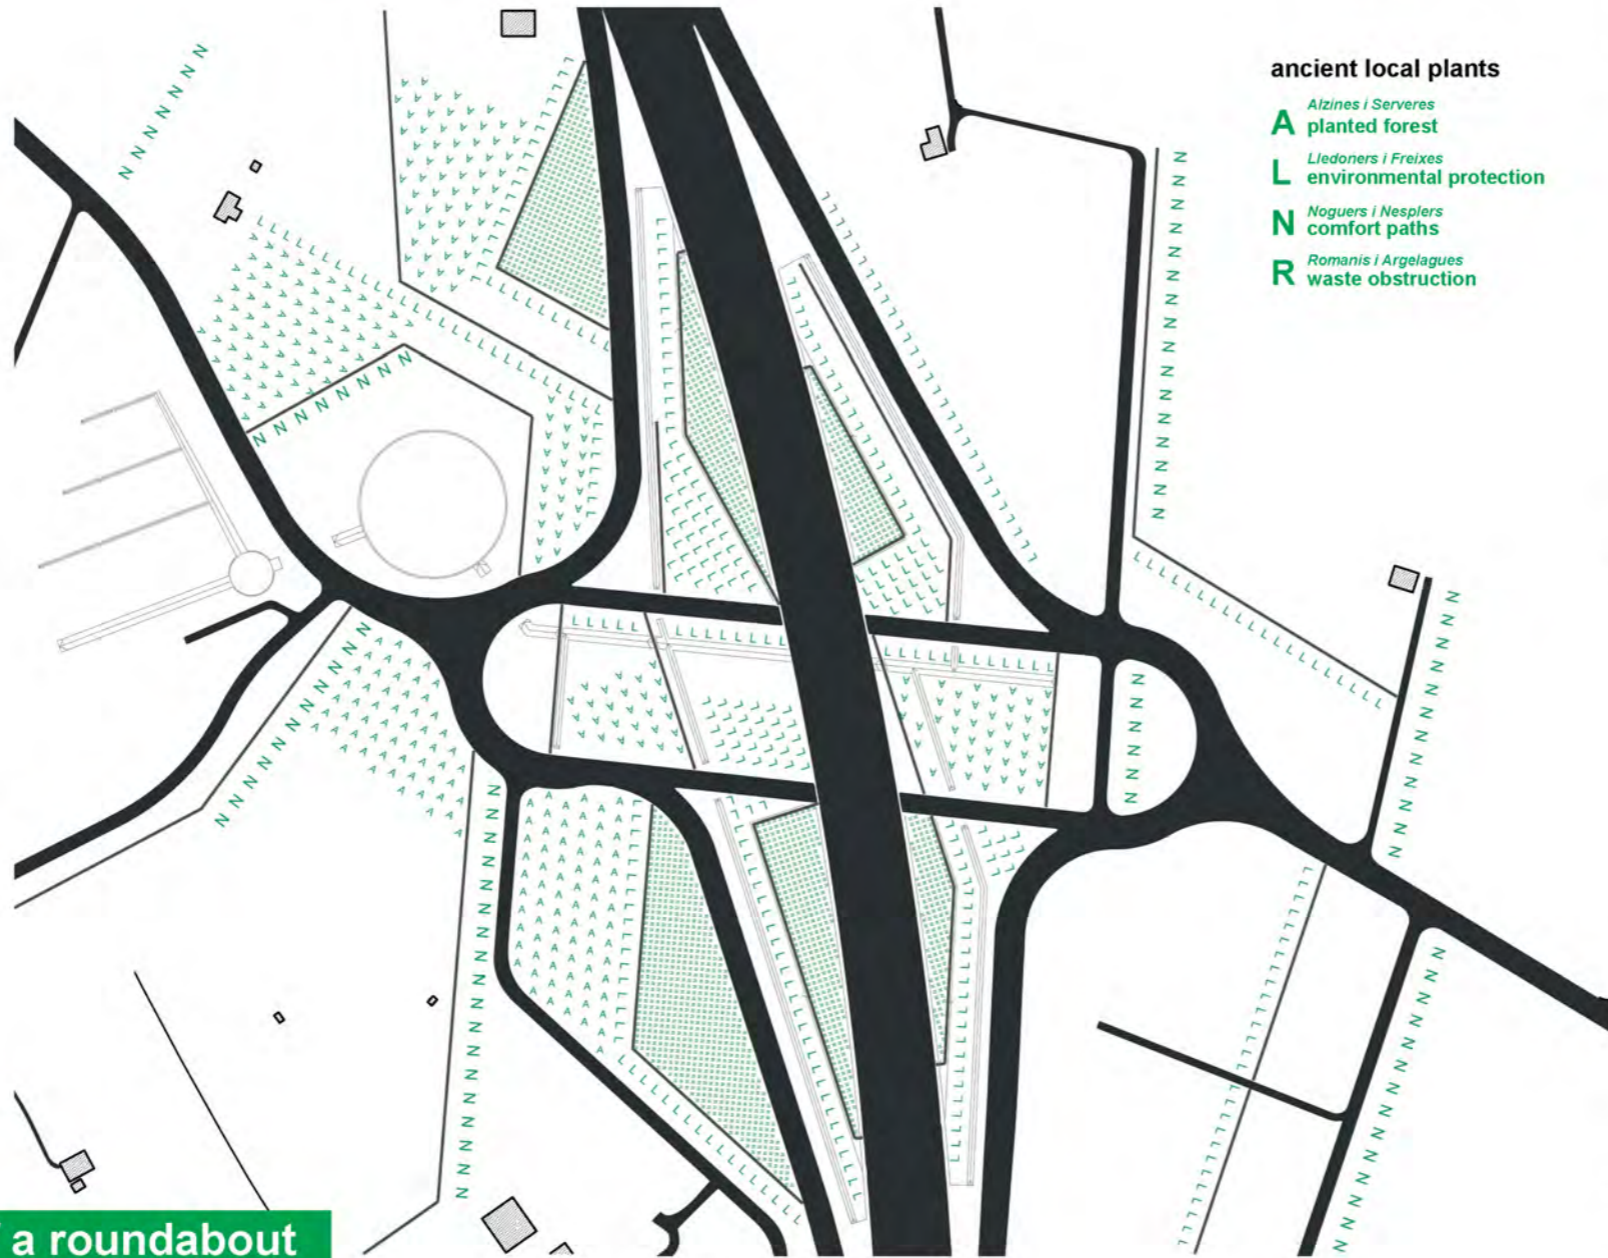 ancient local plants
A
Alzines i Serveres
planted forest
L
Lledoners i Freixes
environmental protection
N
Noguers i Nesplers
comfort paths
R
Romanis i Argelagues
waste obstruction
a roundabout